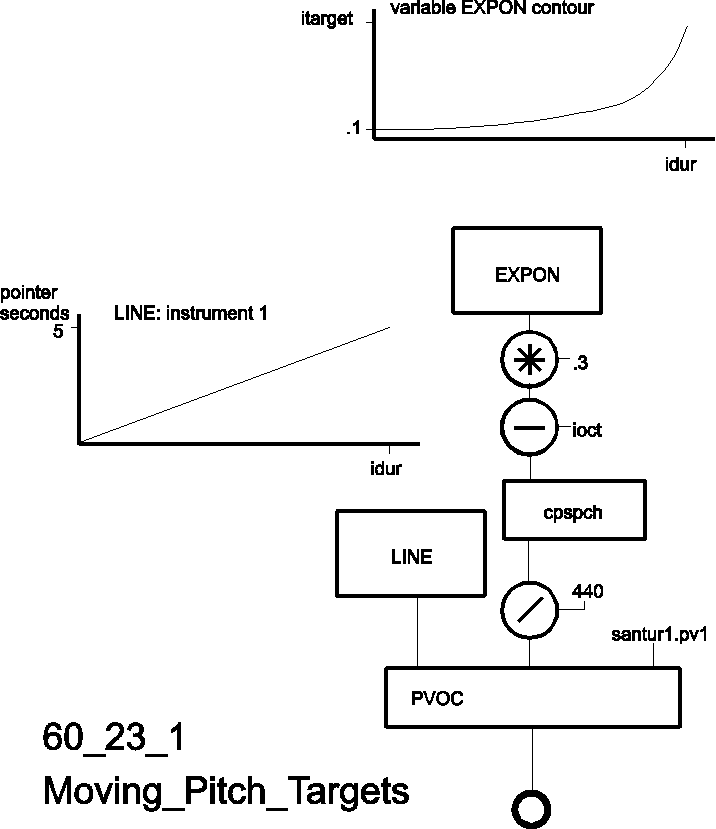 variable EXPON contour
itarget
.1
idur
pointer
seconds
5
LINE: instrument 1
idur
EXPON
.3
ioct
cpspch
LINE
440
santur1.pv1
PVOC
60_23_1
Moving_Pitch_Targets